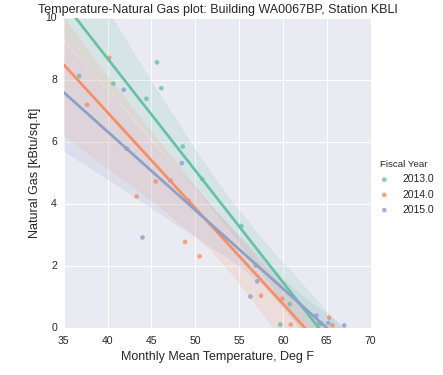 Temperature-Natural Gas plot: Building WA0067BP, Station KBLI
10
8
6
4
2
0
Natural Gas [kBtu/sq.ft]
35 40 45 50 55 60 65 70
Monthly Mean Temperature, Deg F
Fiscal Year
2013.0
2014.0
2015.0